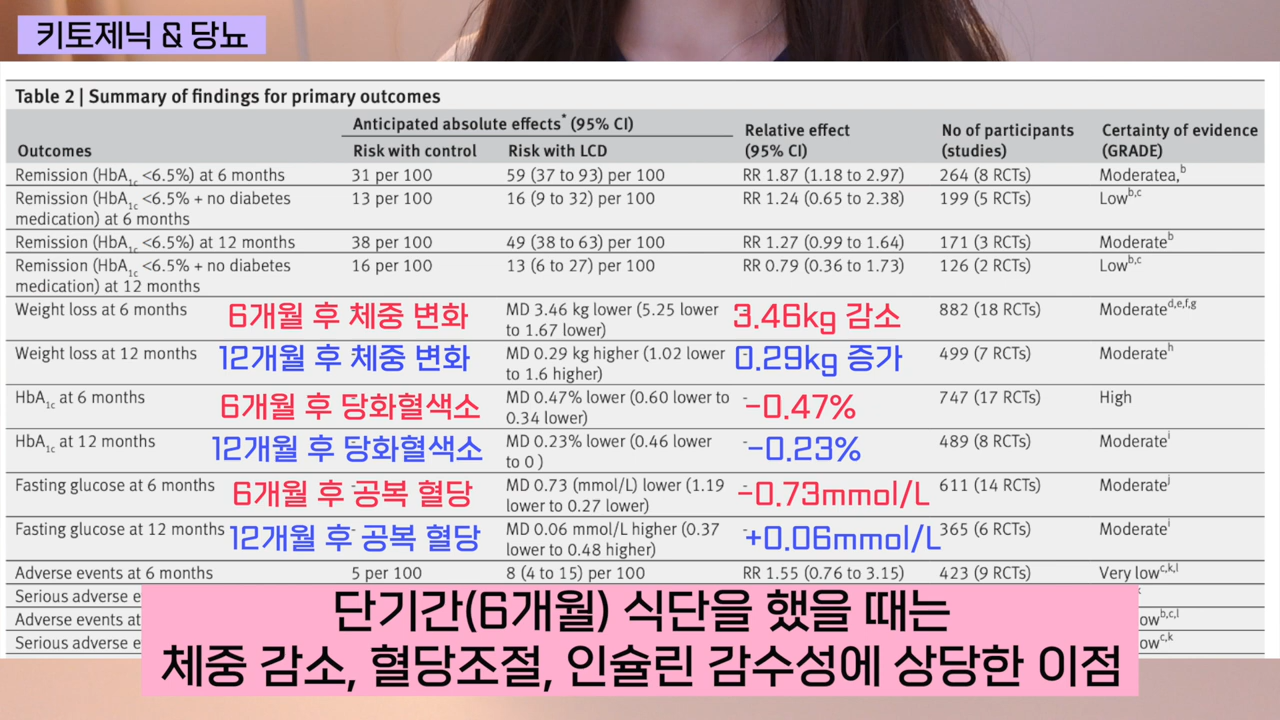 키토제닉 & 당뇨
Table 2 | Summary of findings for primary outcomes
Anticipated absolute effects* (95% CI)
Outcomes Risk with control Risk with LCD Relative effect (95% CI) No of participants (studies) Certainty of evidence (GRADE)
Remission (HbA1c <6.5%) at 6 months 31 per 100 59 (37 to 93) per 100 RR 1.87 (1.18 to 2.97) 264 (8 RCTs) Moderatea,b
Remission (HbA1c <6.5% + no diabetes 13 per 100 16 (9 to 32) per 100 RR 1.24 (0.65 to 2.38) 199 (5 RCTs) Lowb,c
medication) at 6 months
Remission (HbA1c <6.5%) at 12 months 38 per 100 49 (38 to 63) per 100 RR 1.27 (0.99 to 1.64) 171 (3 RCTs) Moderateb
Remission (HbA1c <6.5% + no diabetes 16 per 100 13 (6 to 27) per 100 RR 0.79 (0.36 to 1.73) 126 (2 RCTs) Lowb,c
medication) at 12 months
Weight loss at 6 months 6개월 후 체중 변화 MD 3.46 kg lower (5.25 lower 3.46kg 감소 882 (18 RCTs) Moderated,e,f,g
to 1.67 lower)
Weight loss at 12 months 12개월 후 체중 변화 MD 0.29 kg higher (1.02 lower 0.29kg 증가 499 (7 RCTs) Moderateh
to 1.6 higher)
HbA1c at 6 months 6개월 후 당화혈색소 MD 0.47% lower (0.60 lower to -0.47% 747 (17 RCTs) High
0.34 lower)
HbA1c at 12 months 12개월 후 당화혈색소 MD 0.23% lower (0.46 lower -0.23% 489 (8 RCTs) Moderatei
to 0 )
Fasting glucose at 6 months 6개월 후 공복 혈당 MD 0.73 (mmol/L) lower (1.19 -0.73mmol/L 611 (14 RCTs) Moderatej
lower to 0.27 lower)
Fasting glucose at 12 months 12개월 후 공복 혈당 MD 0.06 mmol/L higher (0.37 +0.06mmol/L 365 (6 RCTs) Moderatei
lower to 0.48 higher)
Adverse events at 6 months 5 per 100 8 (4 to 15) per 100 RR 1.55 (0.76 to 3.15) 423 (9 RCTs) Very lowc,k,l
Serious adverse
Adverse events at
Serious adverse
단기간(6개월) 식단을 했을 때는
체중 감소, 혈당조절, 인슐린 감수성에 상당한 이점